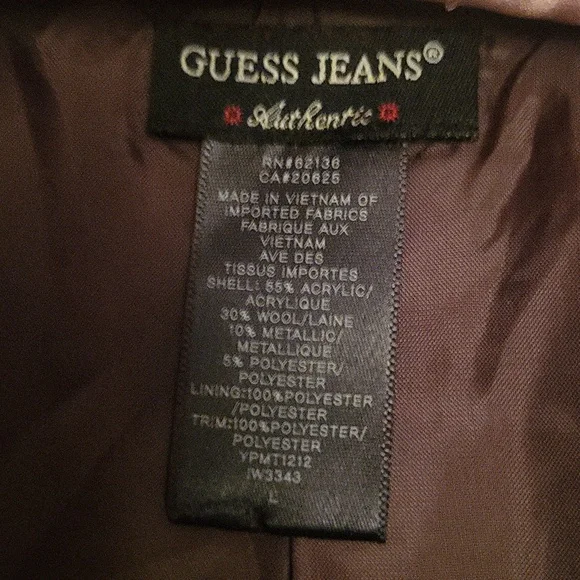 GUESS JEANS®
Authentic
RN#62136
CA#20625
MADE IN VIETNAM OF
IMPORTED FABRICS
FABRIQUE AUX
VIETNAM
AVE DES
TISSUS IMPORTES
SHELL: 55% ACRYLIC/
ACRYLIQUE
30% WOOL/LAINE
10% METALLIC/
METALLIQUE
5% POLYESTER/
POLYESTER
LINING:100%POLYESTER
/POLYESTER
TRIM:100%POLYESTER/
POLYESTER
YPMT1212
IW3343
L